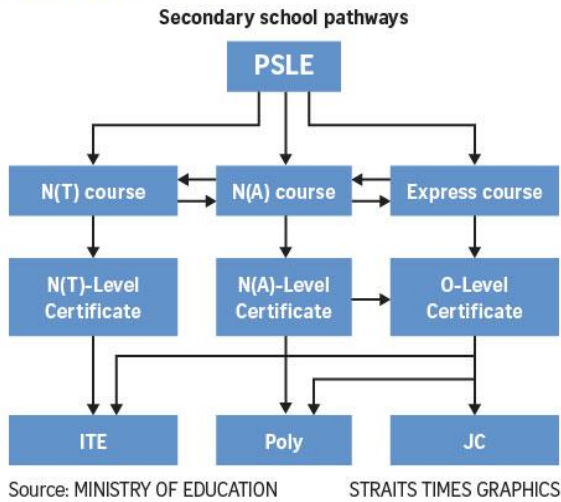 Secondary school pathways
PSLE
N(T) course
N(A) course
Express course
N(T)-Level
Certificate
N(A)-Level
Certificate
O-Level
Certificate
ITE
Poly
JC
Source: MINISTRY OF EDUCATION
STRAITS TIMES GRAPHICS